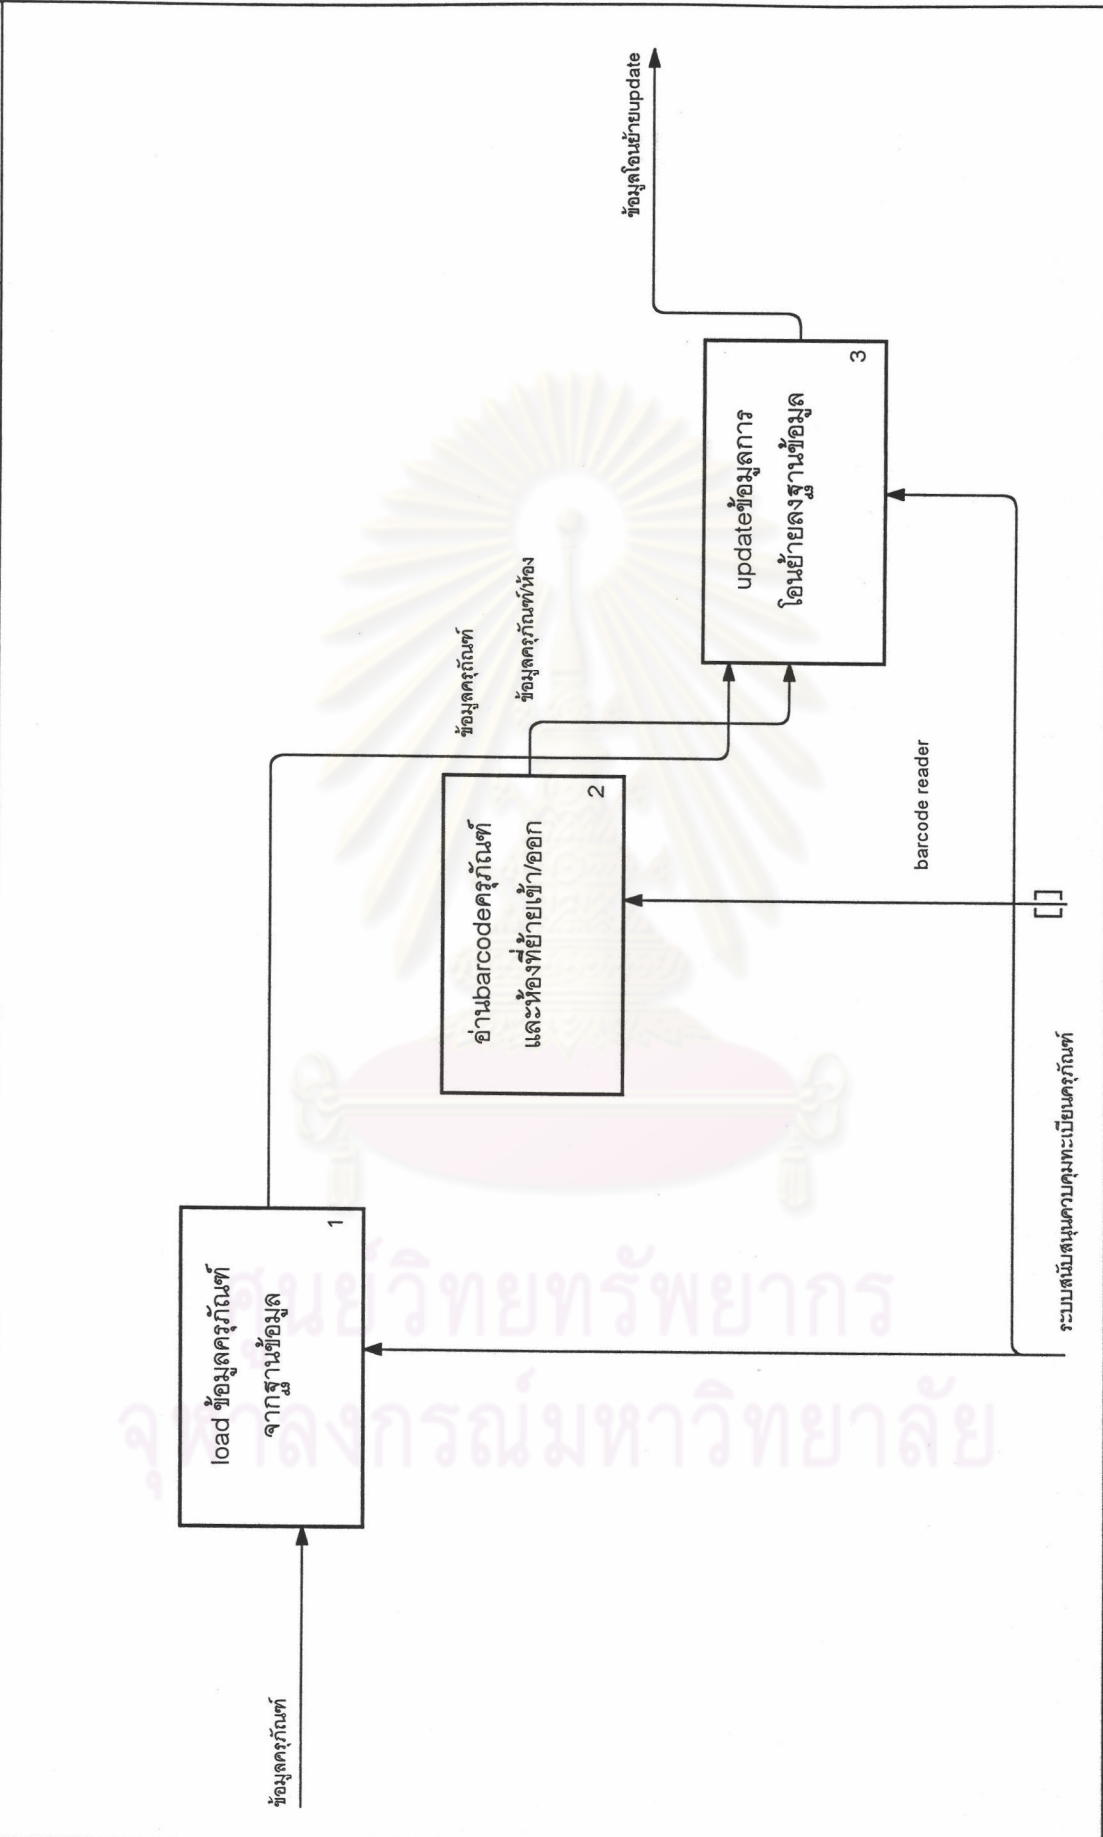 ข้อมูลครุภัณฑ์
load ข้อมูลครุภัณฑ์
จากฐานข้อมูล
1
อ่านbarcodeครุภัณฑ์
และห้องที่ย้ายเข้า/ออก
2
ข้อมูลครุภัณฑ์
ข้อมูลครุภัณฑ์/ห้อง
updateข้อมูลการ
โอนย้ายลงฐานข้อมูล
3
ข้อมูลโอนย้ายupdate
barcode reader
ระบบสนับสนุนควบคุมทะเบียนครุภัณฑ์
ศูนย์วิทยทรัพยากร
จุฬาลงกรณ์มหาวิทยาลัย